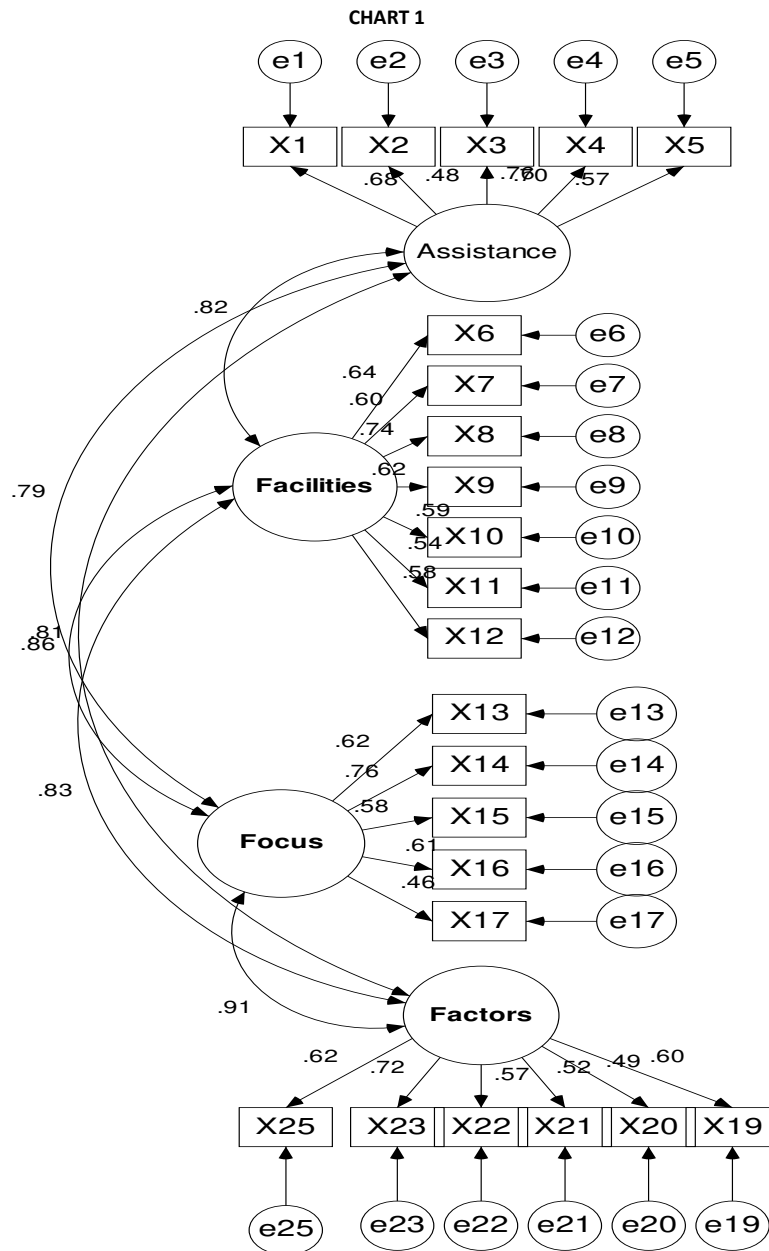 CHART 1
e1 e2 e3 e4 e5
X1 X2 X3 X4 X5
.68 .48 .76 .70 .57
Assistance
.82
X6 e6
.64
X7 e7
.60
.74 X8 e8
.62
Facilities X9 e9
.79
.59
X10 e10
.54
.58 X11 e11
X12 e12
.81
.86
X13 e13
.62
.76 X14 e14
.83
.58
X15 e15
Focus
.61
X16 e16
.46
X17 e17
.91
Factors
.62 .72 .57 .52 .49 .60
X25 X23 X22 X21 X20 X19
e25 e23 e22 e21 e20 e19